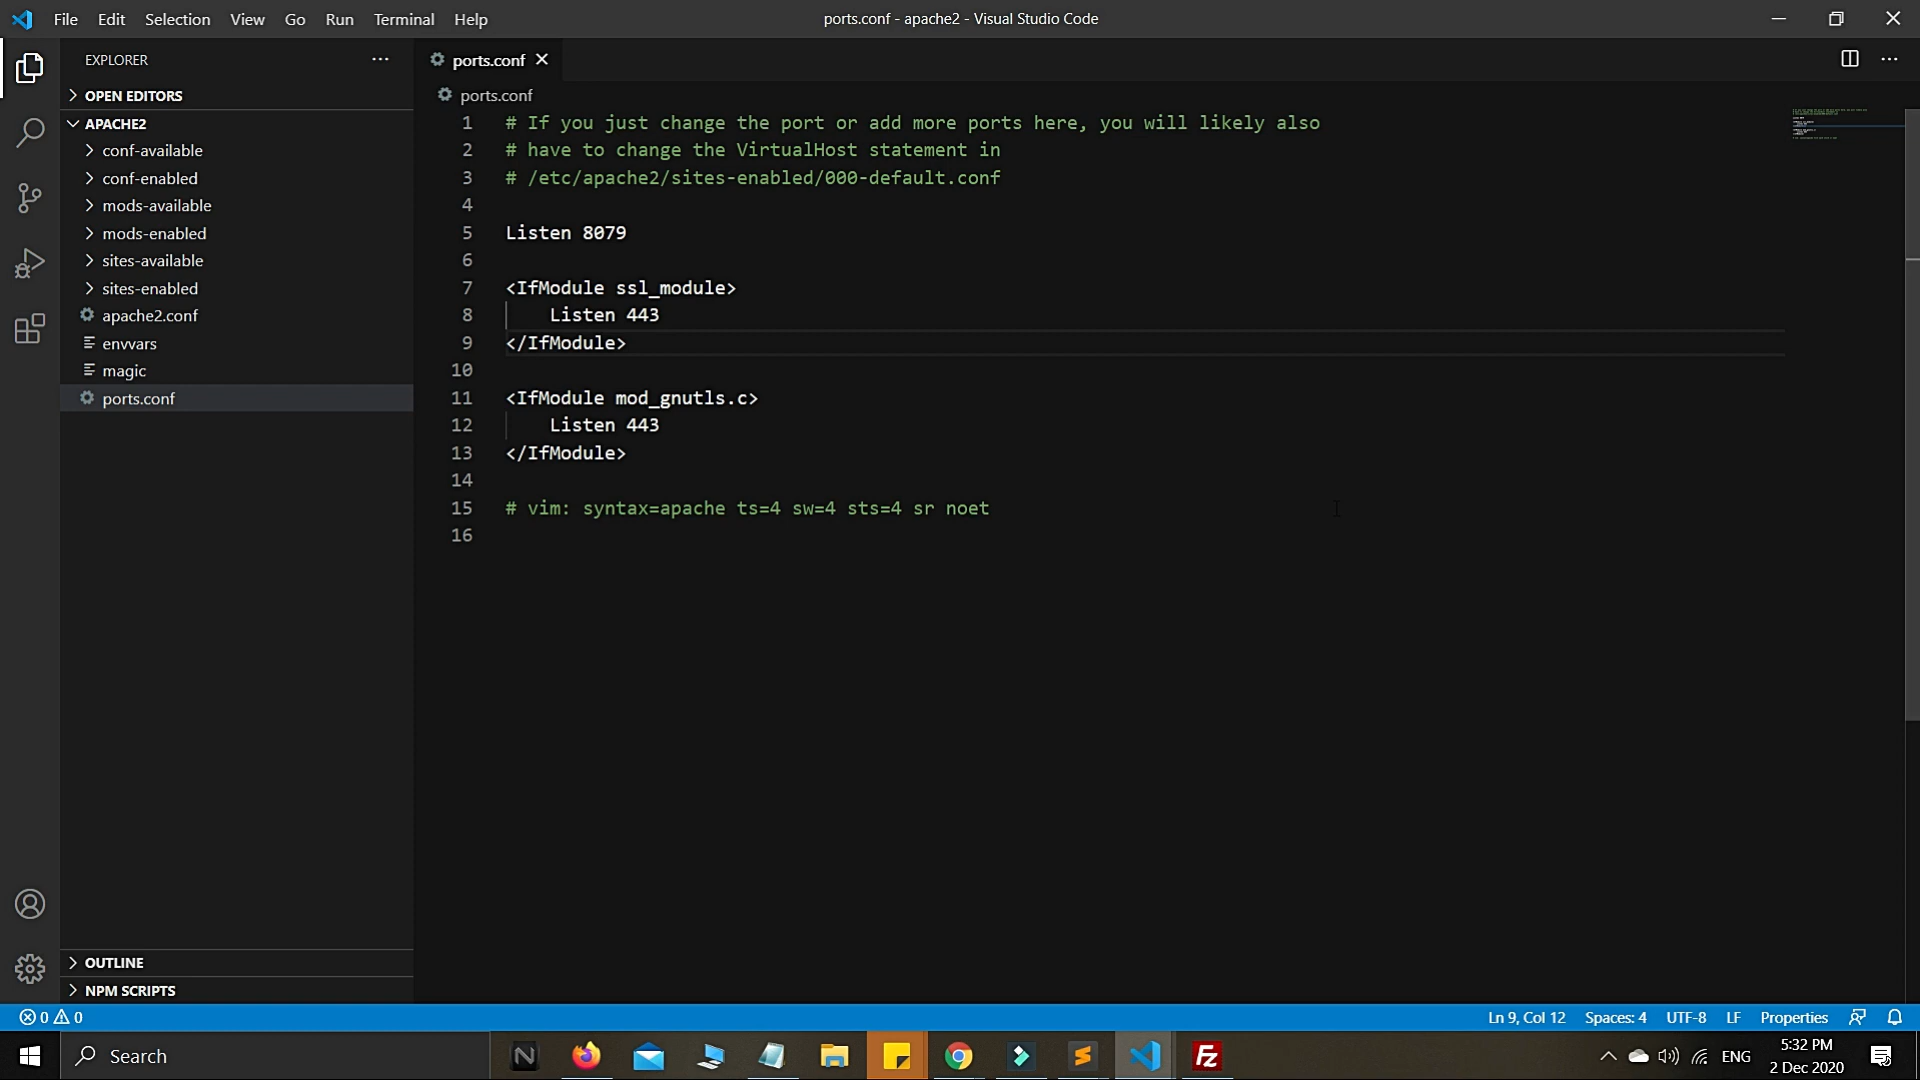 File Edit Selection View Go Run Terminal Help
ports.conf - apache2 - Visual Studio Code
EXPLORER
OPEN EDITORS
APACHE2
conf-available
conf-enabled
mods-available
mods-enabled
sites-available
sites-enabled
apache2.conf
envvars
magic
ports.conf
OUTLINE
NPM SCRIPTS
ports.conf
ports.conf
1 # If you just change the port or add more ports here, you will likely also
2 # have to change the VirtualHost statement in
3 # /etc/apache2/sites-enabled/000-default.conf
4
5 Listen 8079
6
7 <IfModule ssl_module>
8 Listen 443
9 </IfModule>
10
11 <IfModule mod_gnutls.c>
12 Listen 443
13 </IfModule>
14
15 # vim: syntax=apache ts=4 sw=4 sts=4 sr noet
16
0 0
Ln 9, Col 12 Spaces: 4 UTF-8 LF Properties
Search
N
S
Fz
ENG
5:32 PM
2 Dec 2020